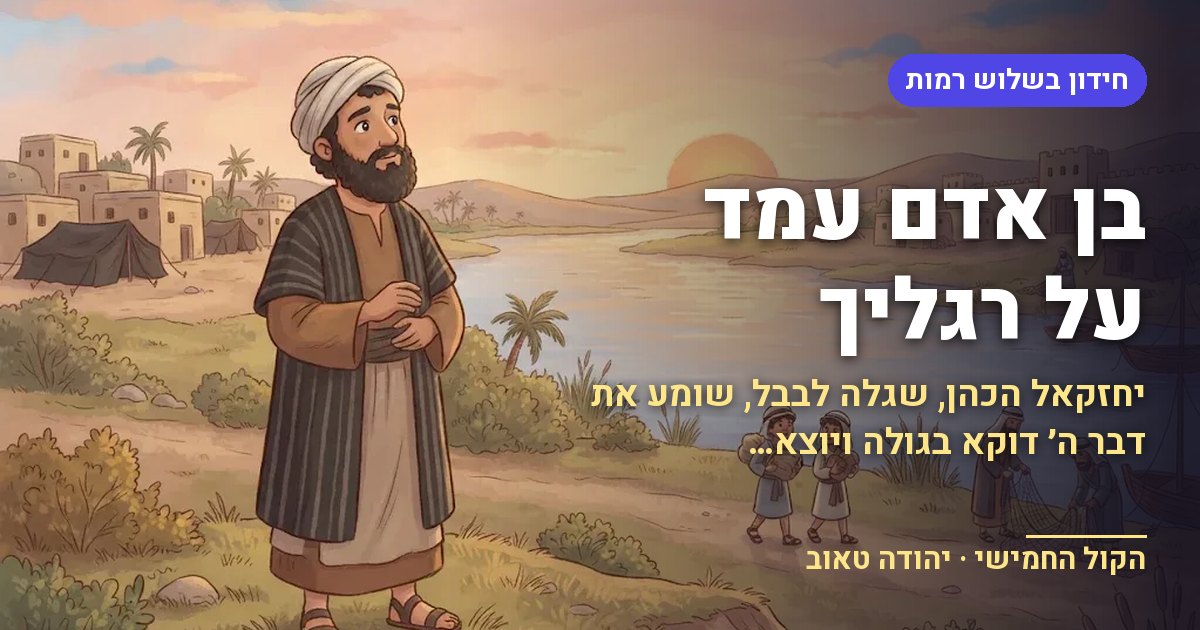 חידון בשלוש רמות
בן אדם עמד
על רגליך
יחזקאל הכהן, שגלה לבבל, שומע את
דבר ה׳ דוקא בגולה ויוצא...
הקול החמישי · יהודה טאוב